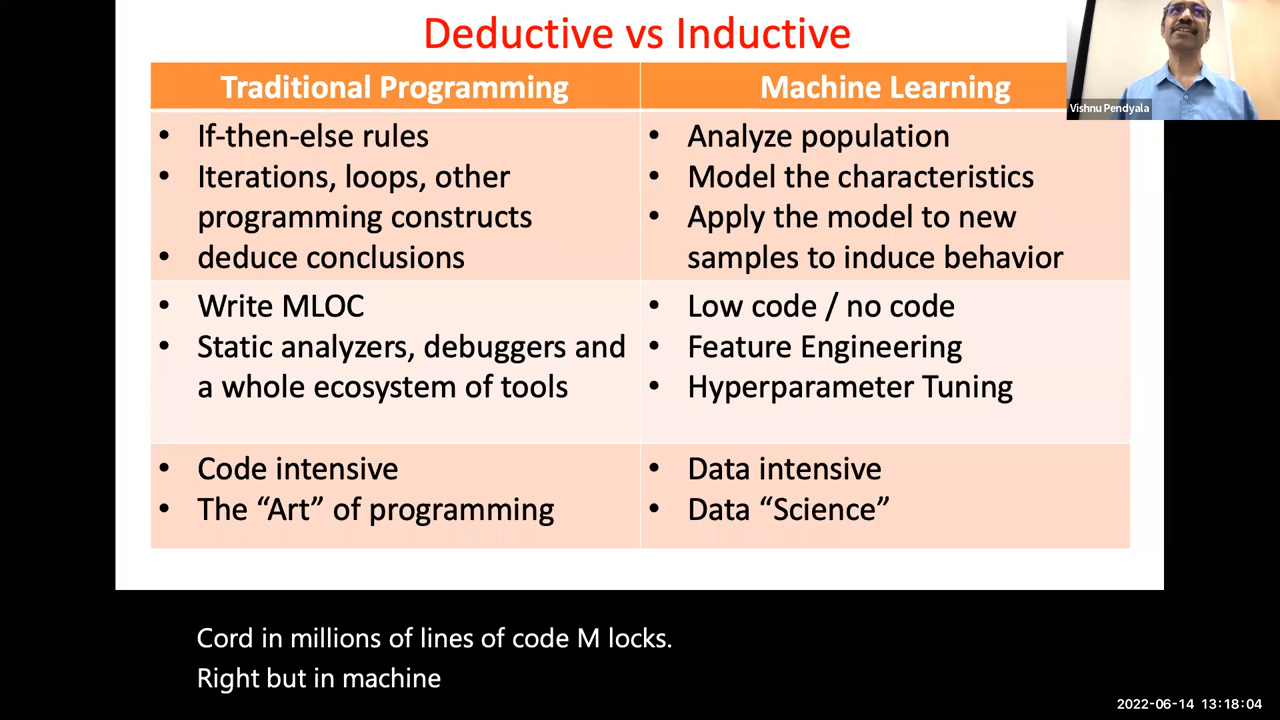 Deductive vs Inductive
Traditional Programming
Machine Learning
Vishnu Pendyala
• If-then-else rules
• Iterations, loops, other
programming constructs
• deduce conclusions
• Analyze population
• Model the characteristics
• Apply the model to new
samples to induce behavior
• Write MLOC
• Static analyzers, debuggers and
a whole ecosystem of tools
• Low code / no code
• Feature Engineering
• Hyperparameter Tuning
• Code intensive
• The “Art” of programming
• Data intensive
• Data “Science”
Cord in millions of lines of code M locks.
Right but in machine
2022-06-14 13:18:04